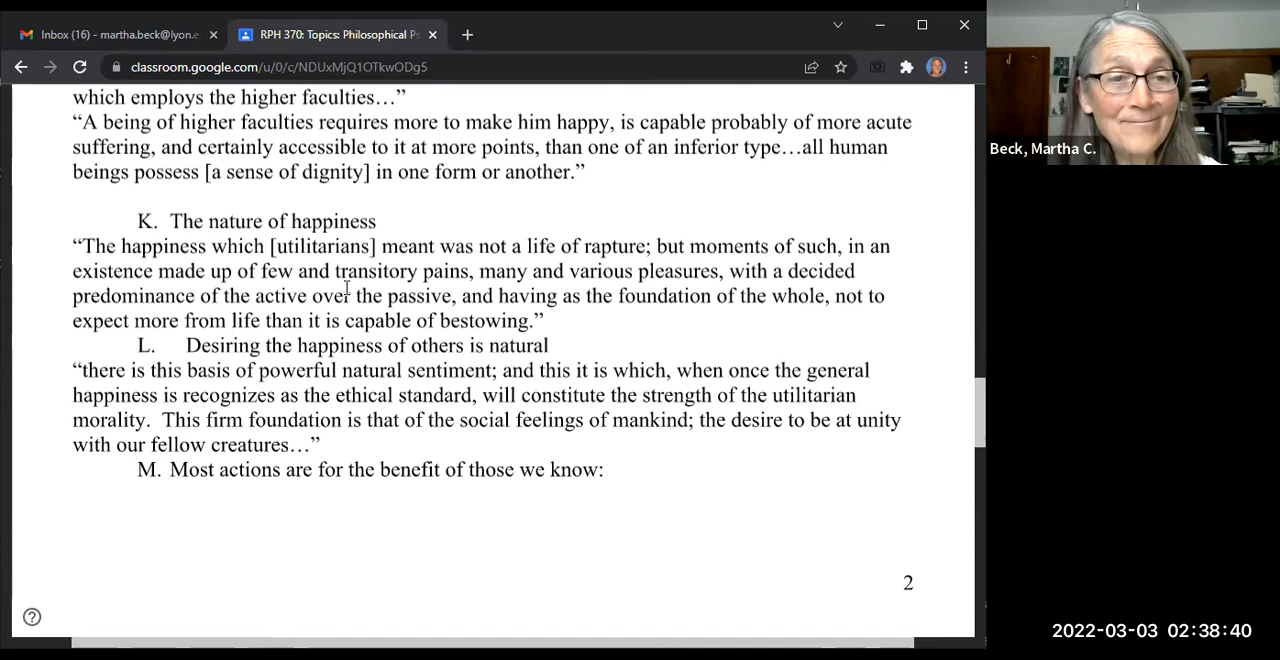 Inbox (16) - martha.beck@lyon.e
RPH 370: Topics: Philosophical Ps
classroom.google.com/u/0/c/NDUxMjQ1OTkwODg5
which employs the higher faculties…”
“A being of higher faculties requires more to make him happy, is capable probably of more acute
suffering, and certainly accessible to it at more points, than one of an inferior type…all human
beings possess [a sense of dignity] in one form or another.”
K. The nature of happiness
“The happiness which [utilitarians] meant was not a life of rapture; but moments of such, in an
existence made up of few and transitory pains, many and various pleasures, with a decided
predominance of the active over the passive, and having as the foundation of the whole, not to
expect more from life than it is capable of bestowing.”
L. Desiring the happiness of others is natural
“there is this basis of powerful natural sentiment; and this it is which, when once the general
happiness is recognizes as the ethical standard, will constitute the strength of the utilitarian
morality. This firm foundation is that of the social feelings of mankind; the desire to be at unity
with our fellow creatures…”
M. Most actions are for the benefit of those we know:
2
Beck, Martha C.
2022-03-03 02:38:40